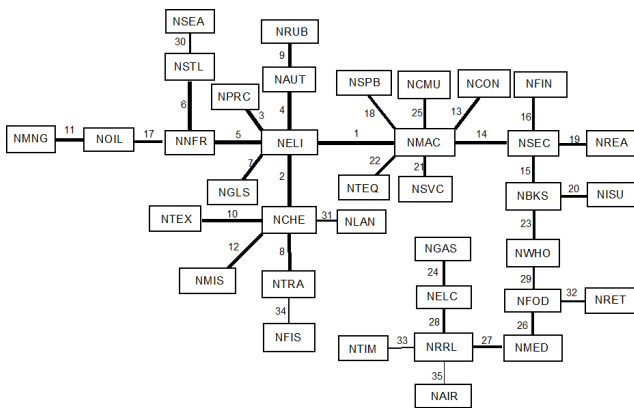 NSEA
30
NSTL
NRUB
9
NAUT
NPRC
3
4
6
NSPB
NCMU
NCON
NFIN
18
25
13
16
NMNG
11
NOIL
17
NNFR
5
NELI
1
NMAC
14
NSEC
19
NREA
7
2
22
21
15
NGLS
NTEQ
NSVC
NBKS
20
NISU
NTEX
10
NCHE
31
NLAN
23
12
8
NMIS
NTRA
NGAS
NWHO
24
29
34
NELC
NFOD
32
NRET
NFIS
28
26
NTIM
33
NRRL
27
NMED
35
NAIR